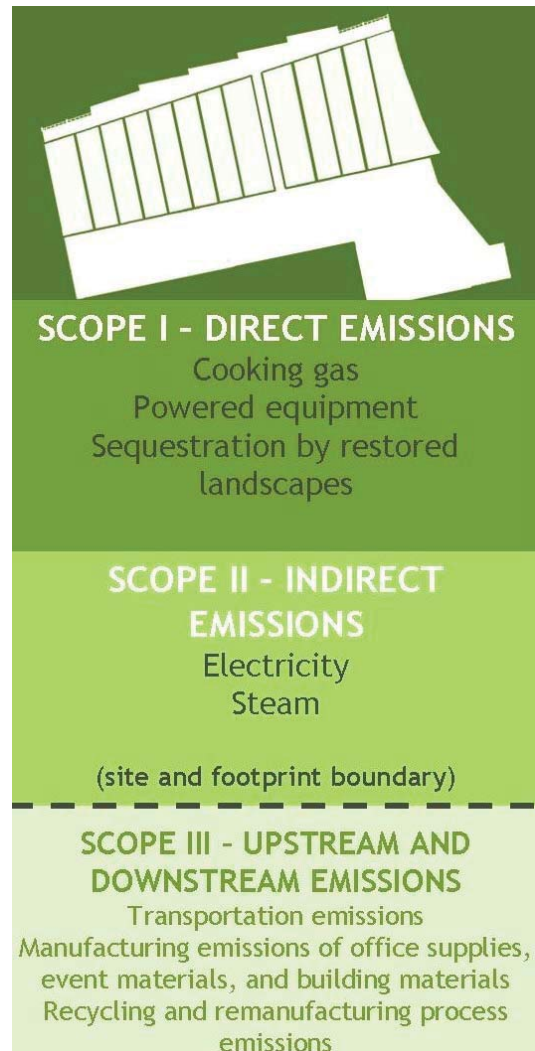 SCOPE I – DIRECT EMISSIONS
Cooking gas
Powered equipment
Sequestration by restored
landscapes
SCOPE II – INDIRECT
EMISSIONS
Electricity
Steam
(site and footprint boundary)
SCOPE III – UPSTREAM AND
DOWNSTREAM EMISSIONS
Transportation emissions
Manufacturing emissions of office supplies,
event materials, and building materials
Recycling and remanufacturing process
emissions